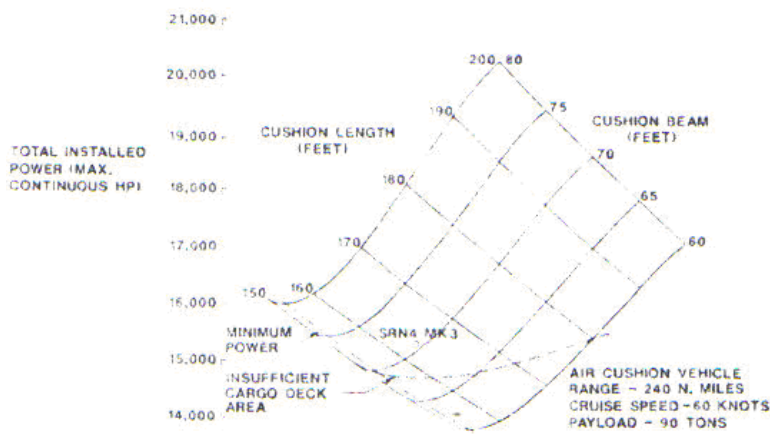 21,000
20,000
19,000
18,000
17,000
16,000
15,000
14,000
TOTAL INSTALLED
POWER (MAX.
CONTINUOUS HP)
CUSHION LENGTH
(FEET)
150
160
170
180
190
200
80
75
70
65
60
CUSHION BEAM
(FEET)
MINIMUM
POWER
SRN4 MK3
INSUFFICIENT
CARGO DECK
AREA
AIR CUSHION VEHICLE
RANGE - 240 N. MILES
CRUISE SPEED -60 KNOTS
PAYLOAD - 90 TONS